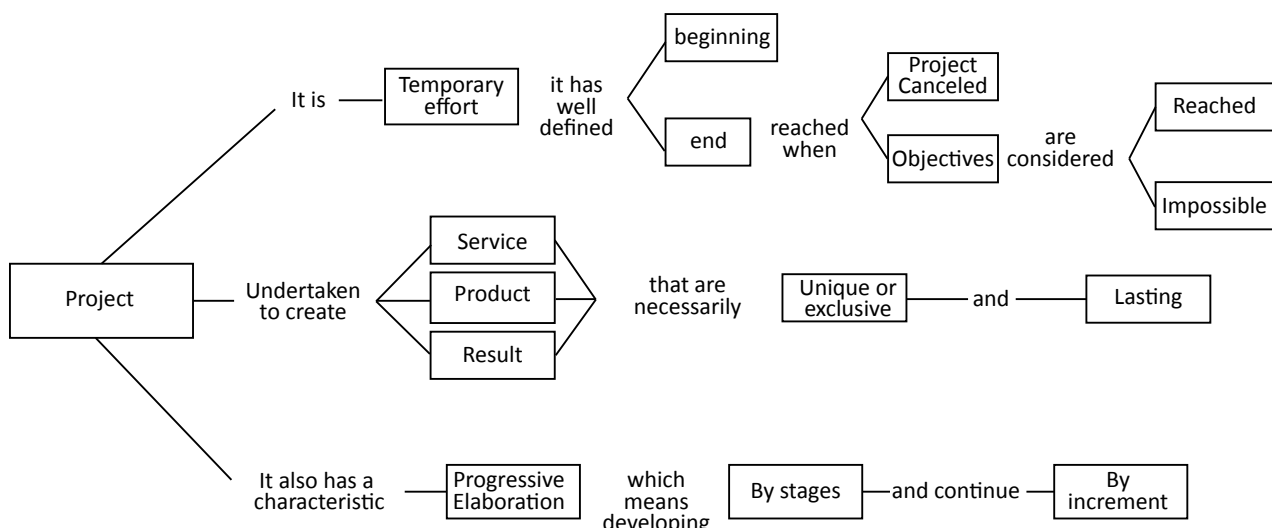 beginning
It is
Temporary
effort
it has
well
defined
end
reached
when
Project
Canceled
Objectives
are
considered
Reached
Impossible
Project
Undertaken
to create
Service
Product
Result
that are
necessarily
Unique or
exclusive
and
Lasting
It also has a
characteristic
Progressive
Elaboration
which
means
developing
By stages
and continue
By
increment